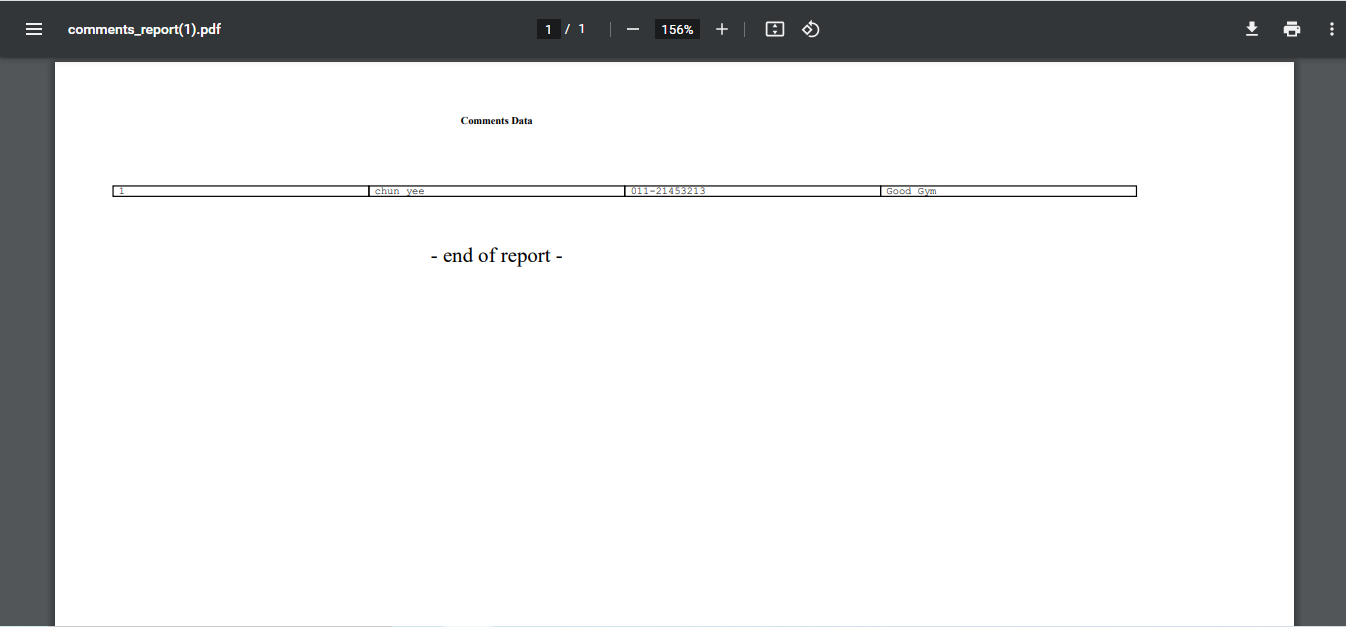 comments_report(1).pdf 1 / 1 156%
Comments Data
1 chun yee 011-21453213 Good Gym
- end of report -